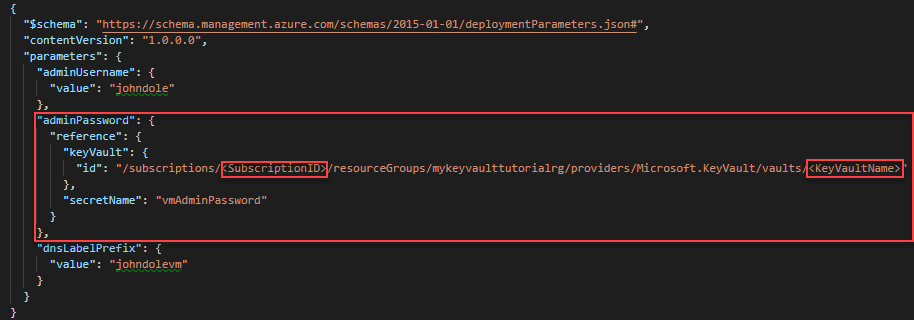 {
"$schema": "https://schema.management.azure.com/schemas/2015-01-01/deploymentParameters.json#",
"contentVersion": "1.0.0.0",
"parameters": {
"adminUsername": {
"value": "johndole"
},
"adminPassword": {
"reference": {
"keyVault": {
"id": "/subscriptions/<SubscriptionID>/resourceGroups/mykeyvaulttutorialrg/providers/Microsoft.KeyVault/vaults/<KeyVaultName>"
},
"secretName": "vmAdminPassword"
}
},
"dnsLabelPrefix": {
"value": "johndolevm"
}
}
}